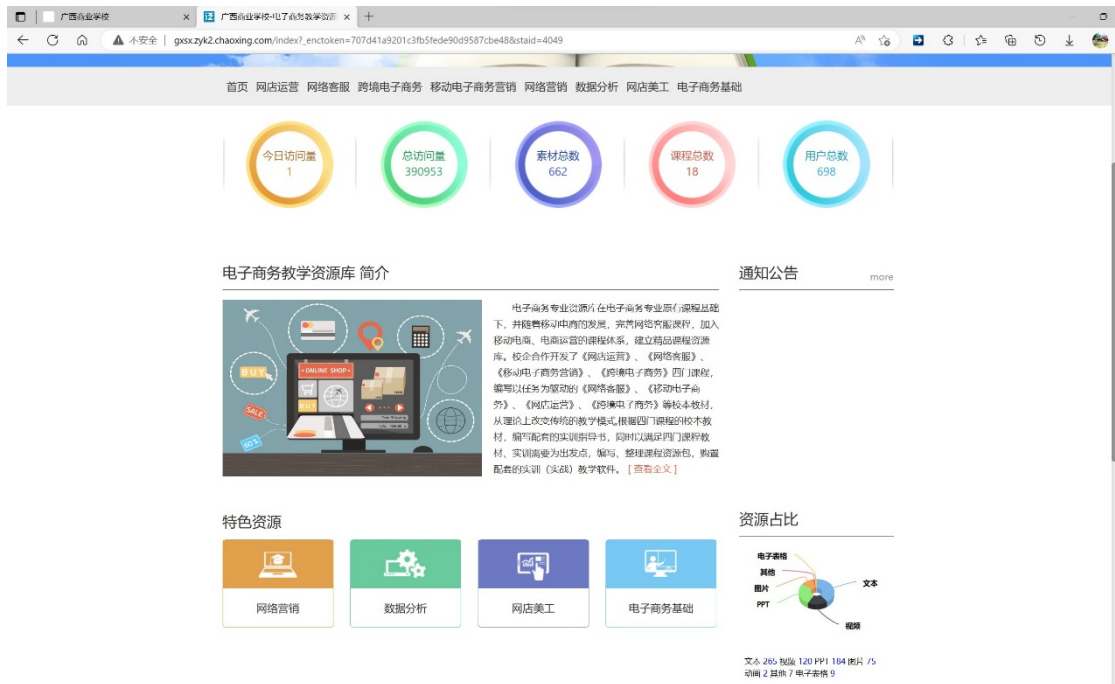 广西商业学校
广西商业学校-电子商务教学资源
不安全
gxsx.zyk2.chaoxing.com/index?_enctoken=707d41a9201c3fb5fede90d9587cbe48&staid=4049
首页 网店运营 网络客服 跨境电子商务 移动电子商务营销 网络营销 数据分析 网店美工 电子商务基础
今日访问量
1
总访问量
390953
素材总数
662
课程总数
18
用户总数
698
电子商务教学资源库 简介
电子商务专业资源库在电子商务专业原有课程基础
下，并随着移动电商的发展，完善网络客服课程，加入
移动电商、电商运营的课程体系，建立精品课程资源
库。校企合作开发了《网店运营》、《网络客服》、
《移动电子商务营销》、《跨境电子商务》四门课程，
编写以任务为驱动的《网络客服》、《移动电子商
务》、《网店运营》、《跨境电子商务》等校本教材，
从理论上改变传统的教学模式,根据四门课程的校本教
材，编写配套的实训指导书，同时以满足四门课程教
材、实训需要为出发点，编写、整理课程资源包，购置
配套的实训（实战）教学软件。[ 查看全文 ]
ONLINE SHOP
BUY
BUY
SALE
通知公告
more
特色资源
网络营销
数据分析
网店美工
电子商务基础
资源占比
电子表格
其他
图片
PPT
文本
视频
文本 265 视频 120 PPT 184 图片 75
动画 2 其他 7 电子表格 9